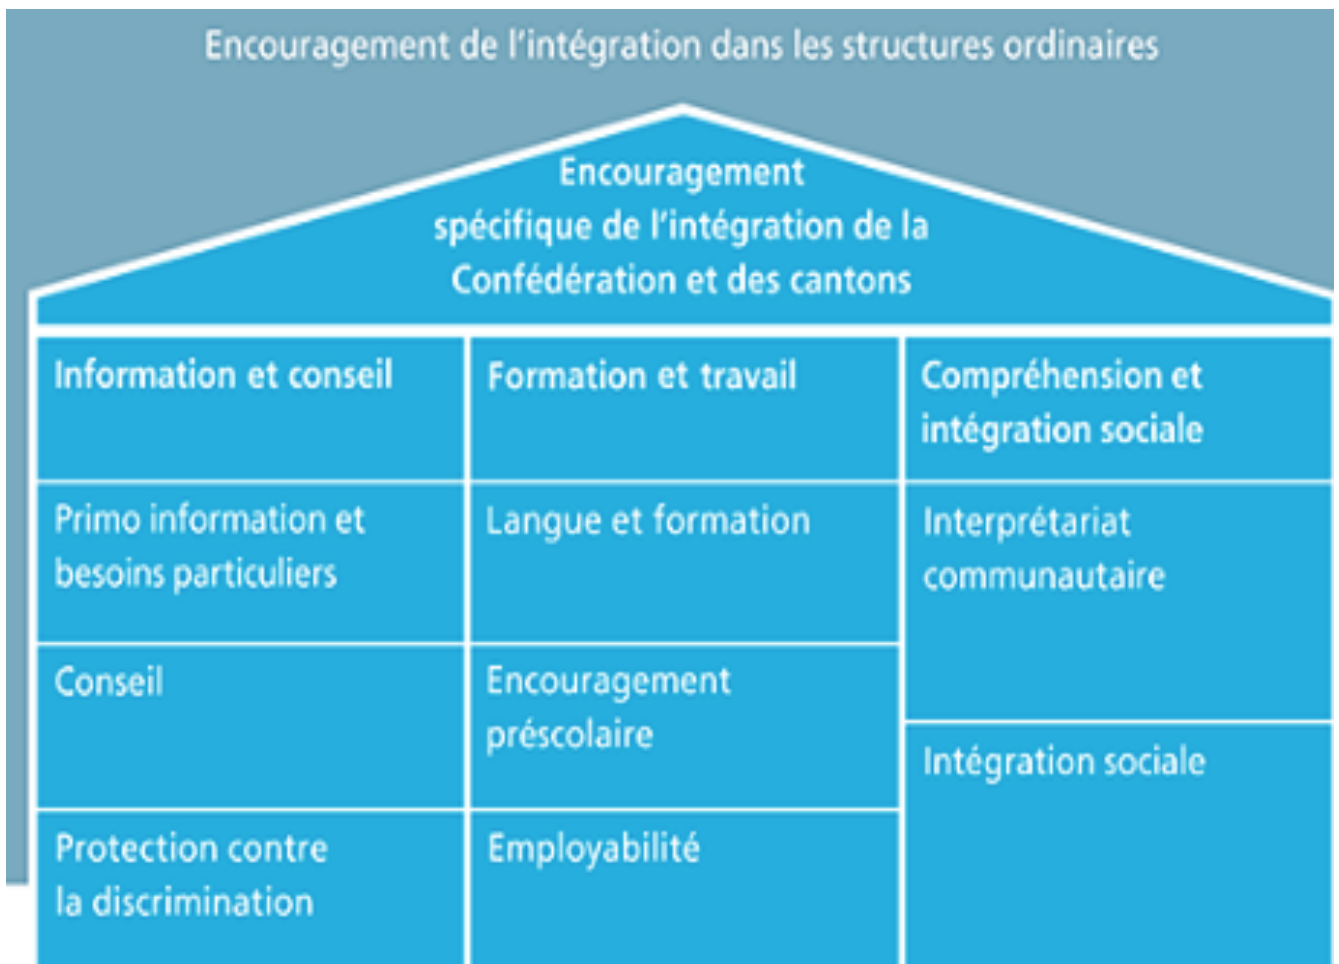 Encouragement de l'intégration dans les structures ordinaires
Encouragement
spécifique de l'intégration de la
Confédération et des cantons
Information et conseil
Primo information et
besoins particuliers
Conseil
Protection contre
la discrimination
Formation et travail
Langue et formation
Encouragement
préscolaire
Employabilité
Compréhension et
intégration sociale
Interprétariat
communautaire
Intégration sociale